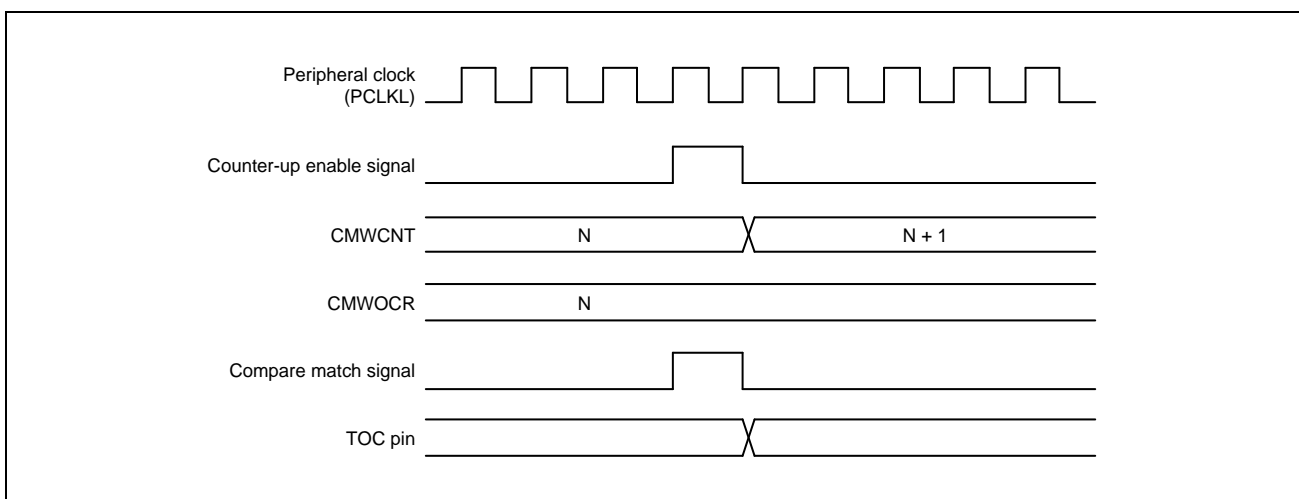 Peripheral clock
(PCLKL)
Counter-up enable signal
CMWCNT
N
N + 1
CMWOCR
N
Compare match signal
TOC pin